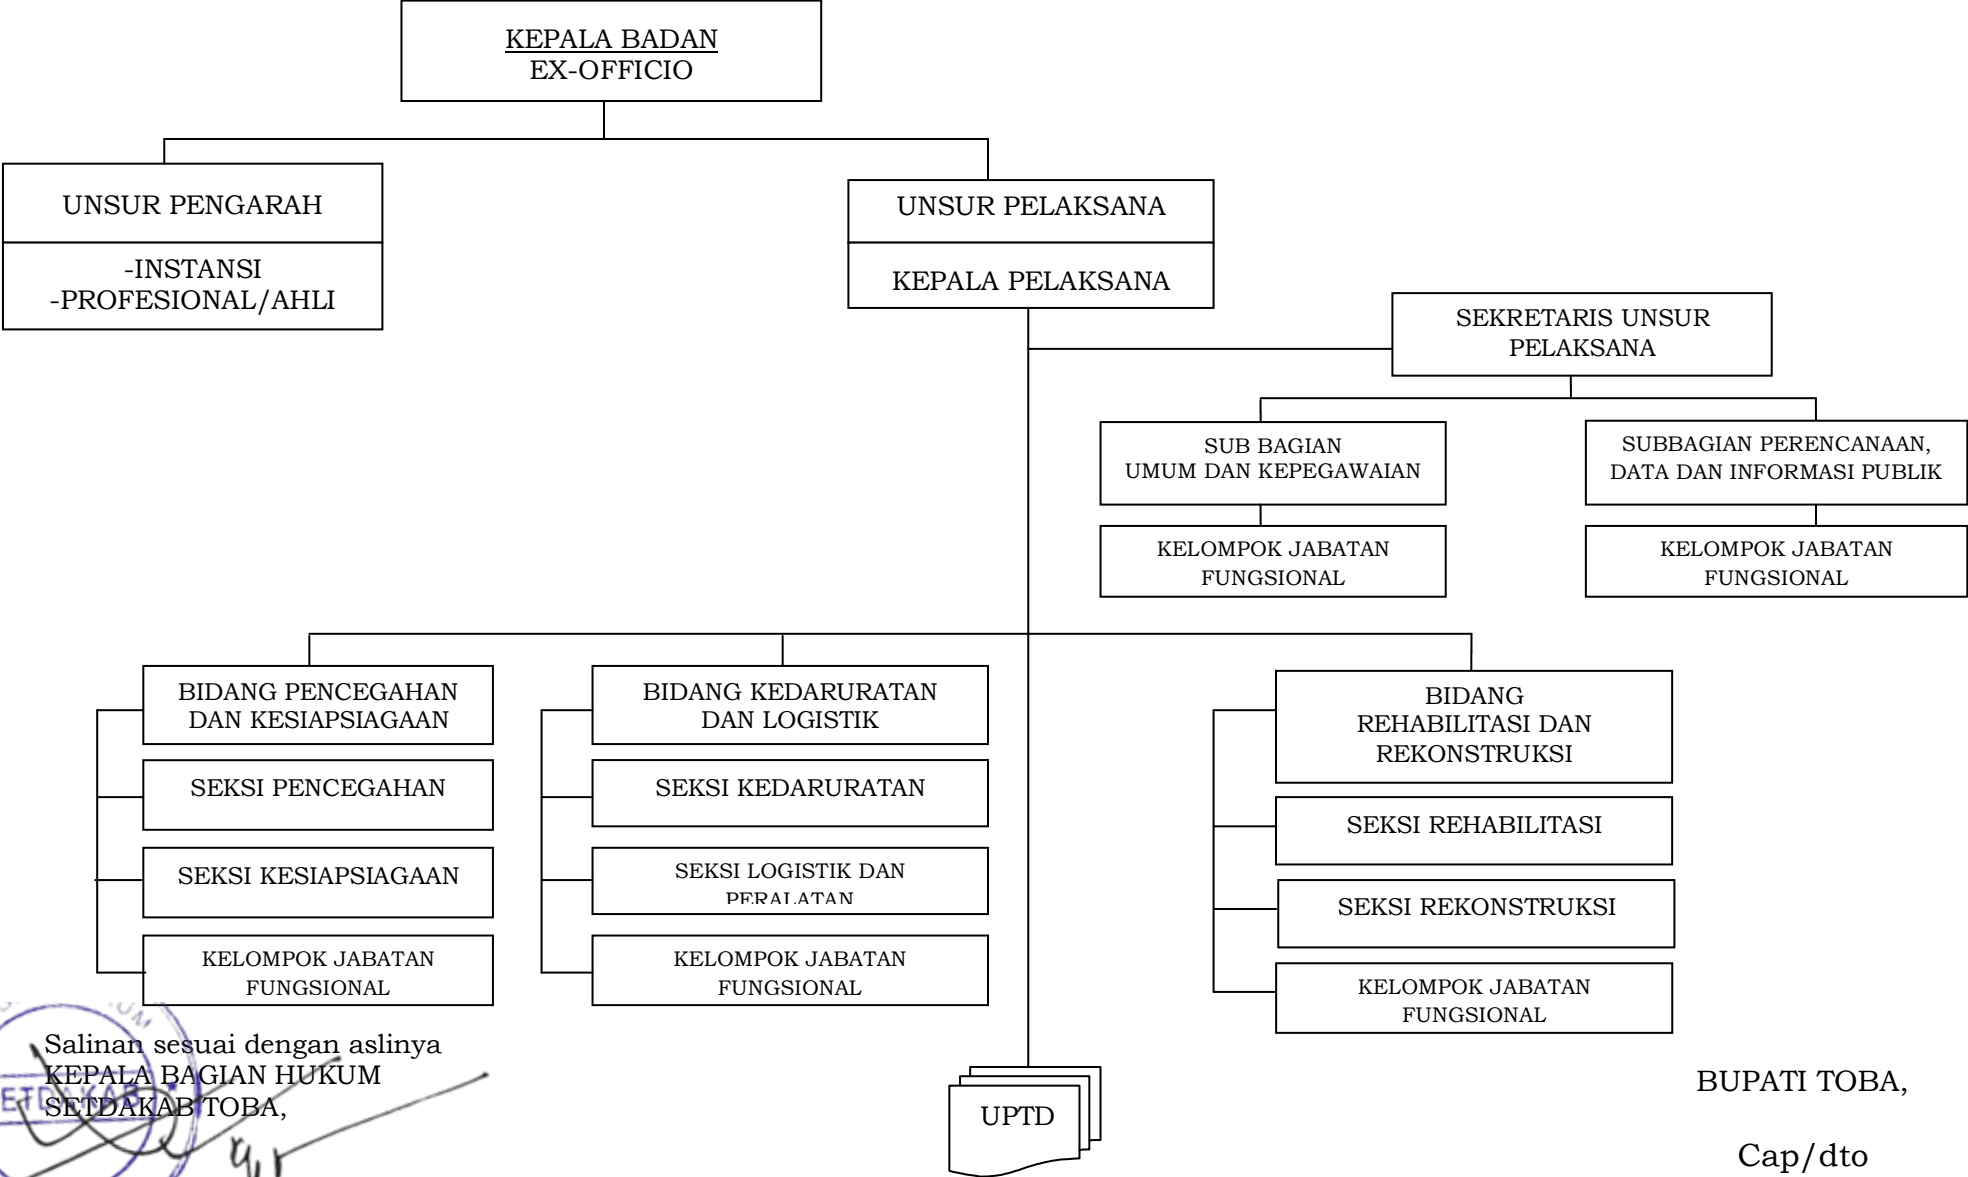 KEPALA BADAN
EX-OFFICIO
UNSUR PENGARAH
-INSTANSI
-PROFESIONAL/AHLI
UNSUR PELAKSANA
KEPALA PELAKSANA
SEKRETARIS UNSUR
PELAKSANA
SUB BAGIAN
UMUM DAN KEPEGAWAIAN
KELOMPOK JABATAN
FUNGSIONAL
SUBBAGIAN PERENCANAAN,
DATA DAN INFORMASI PUBLIK
KELOMPOK JABATAN
FUNGSIONAL
BIDANG PENCEGAHAN
DAN KESIAPSIAGAAN
SEKSI PENCEGAHAN
SEKSI KESIAPSIAGAAN
KELOMPOK JABATAN
FUNGSIONAL
BIDANG KEDARURATAN
DAN LOGISTIK
SEKSI KEDARURATAN
SEKSI LOGISTIK DAN
PERALATAN
KELOMPOK JABATAN
FUNGSIONAL
BIDANG
REHABILITASI DAN
REKONSTRUKSI
SEKSI REHABILITASI
SEKSI REKONSTRUKSI
KELOMPOK JABATAN
FUNGSIONAL
UPTD
Salinan sesuai dengan aslinya
KEPALA BAGIAN HUKUM
SETDAKAB TOBA,
BUPATI TOBA,
Cap/dto